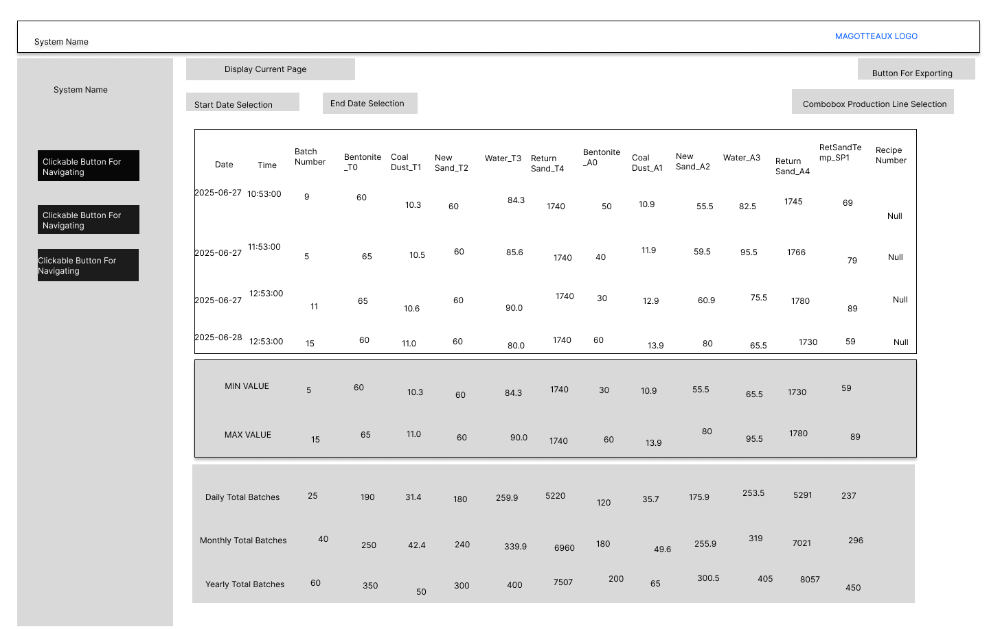 System Name
MAGOTTEAUX LOGO
System Name
Clickable Button For
Navigating
Clickable Button For
Navigating
Clickable Button For
Navigating
Display Current Page
Button For Exporting
Start Date Selection
End Date Selection
Combobox Production Line Selection
Date
Time
Batch
Number
Bentonite
_T0
Coal
Dust_T1
New
Sand_T2
Water_T3
Return
Sand_T4
Bentonite
_A0
Coal
Dust_A1
New
Sand_A2
Water_A3
Return
Sand_A4
RetSandTe
mp_SP1
Recipe
Number
2025-06-27 10:53:00 9 60 10.3 60 84.3 1740 50 10.9 55.5 82.5 1745 69 Null
2025-06-27 11:53:00 5 65 10.5 60 85.6 1740 40 11.9 59.5 95.5 1766 79 Null
2025-06-27 12:53:00 11 65 10.6 60 90.0 1740 30 12.9 60.9 75.5 1780 89 Null
2025-06-28 12:53:00 15 60 11.0 60 80.0 1740 60 13.9 80 65.5 1730 59 Null
MIN VALUE 5 60 10.3 60 84.3 1740 30 10.9 55.5 65.5 1730 59
MAX VALUE 15 65 11.0 60 90.0 1740 60 13.9 80 95.5 1780 89
Daily Total Batches 25 190 31.4 180 259.9 5220 120 35.7 175.9 253.5 5291 237
Monthly Total Batches 40 250 42.4 240 339.9 6960 180 49.6 255.9 319 7021 296
Yearly Total Batches 60 350 50 300 400 7507 200 65 300.5 405 8057 450